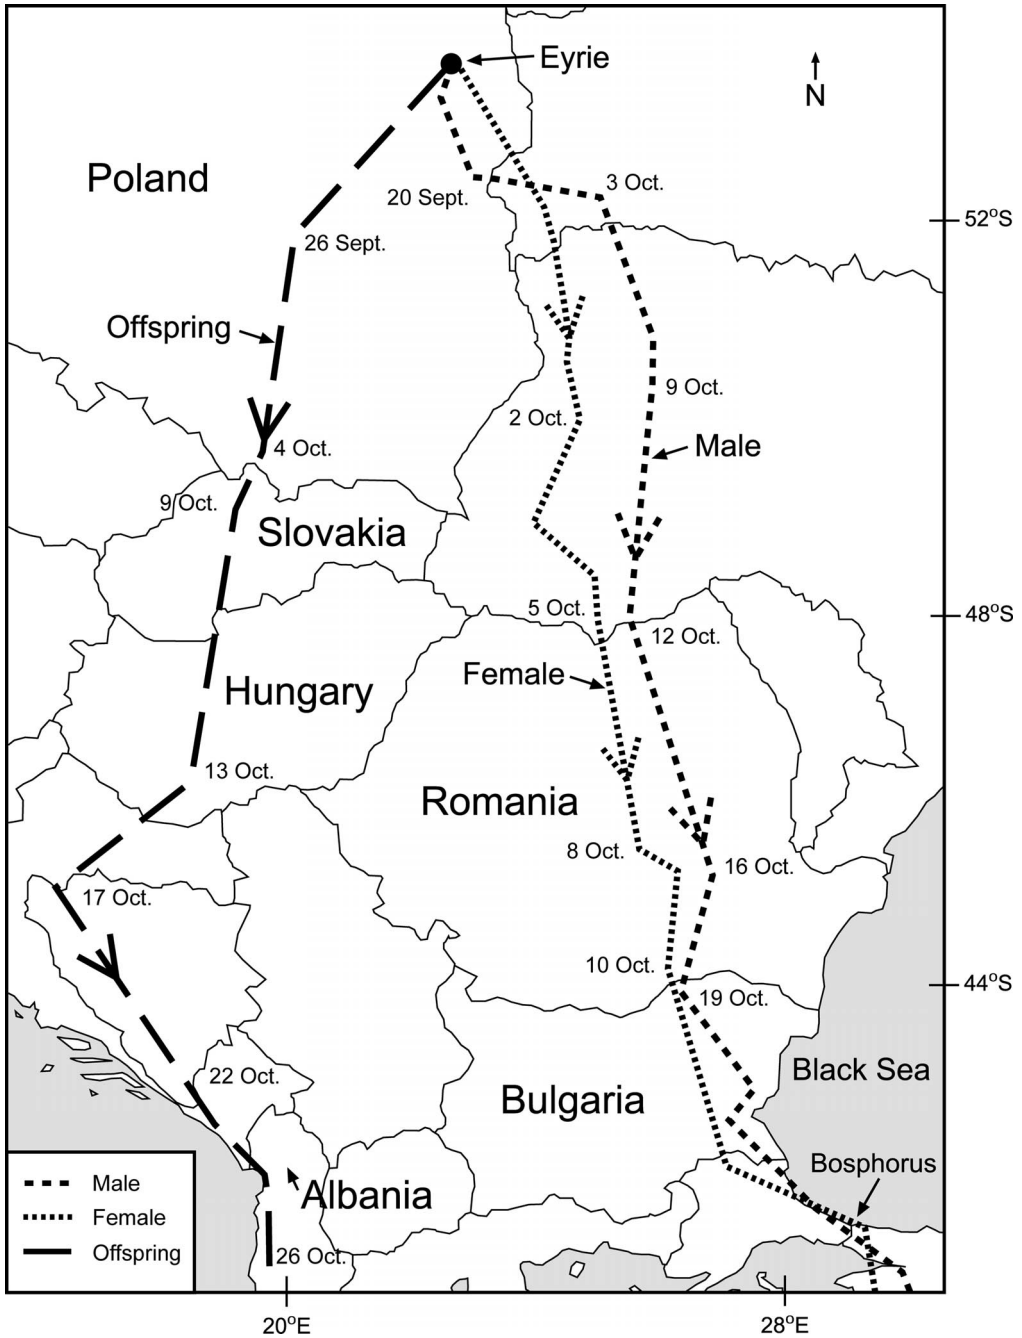 Eyrie
N
Poland
3 Oct.
20 Sept.
52°S
26 Sept.
Offspring
9 Oct.
2 Oct.
Male
4 Oct.
9 Oct.
Slovakia
5 Oct.
48°S
12 Oct.
Female
Hungary
13 Oct.
Romania
8 Oct.
16 Oct.
17 Oct.
10 Oct.
44°S
19 Oct.
22 Oct.
Black Sea
Bulgaria
Bosphorus
Albania
Male
Female
Offspring
26 Oct.
20°E
28°E